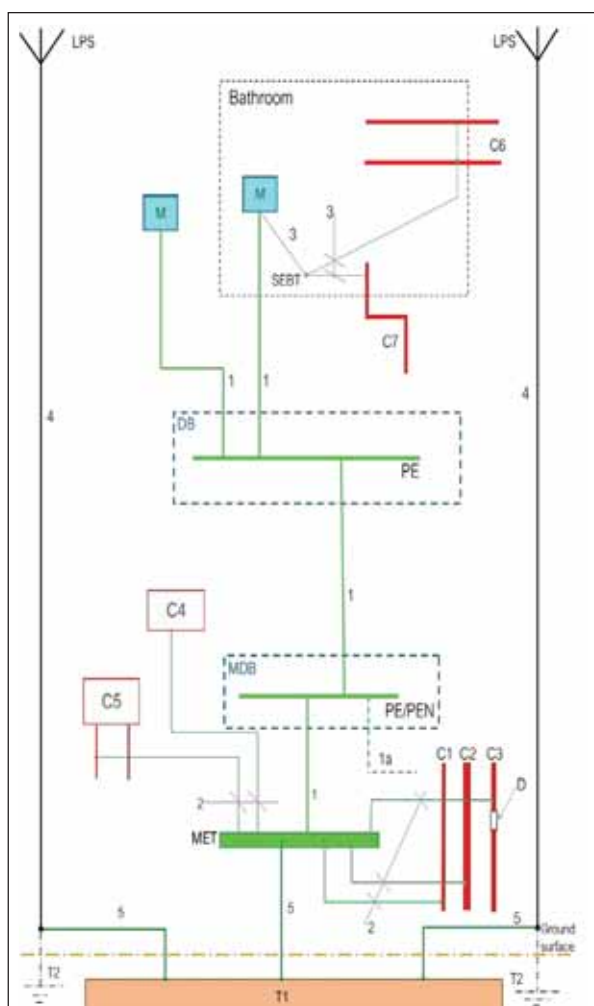 LPS
LPS
Bathroom
C6
M
M
3
3
SEBT
C7
1
1
4
4
DB
PE
1
C4
MDB
C5
PE/PEN
1a
C1
C2
C3
D
2
1
MET
2
5
5
5
Ground
surface
T2
T2
T1